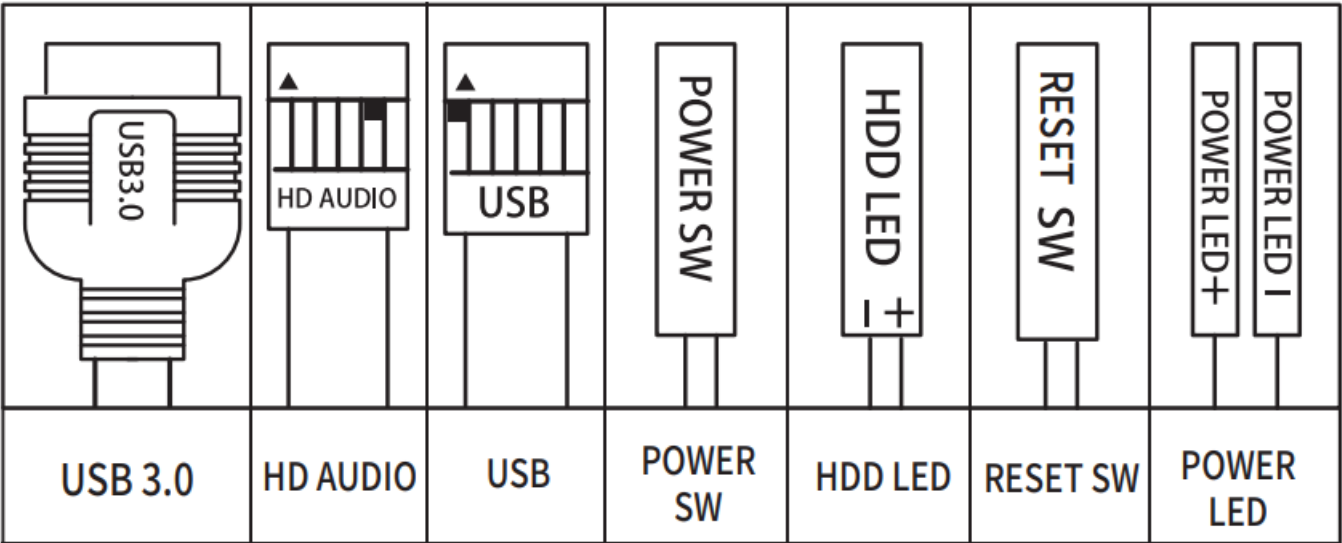 USB3.0
HD AUDIO
USB
POWER SW
HDD LED
- +
RESET SW
POWER LED+
POWER LED-
USB 3.0
HD AUDIO
USB
POWER
SW
HDD LED
RESET SW
POWER
LED